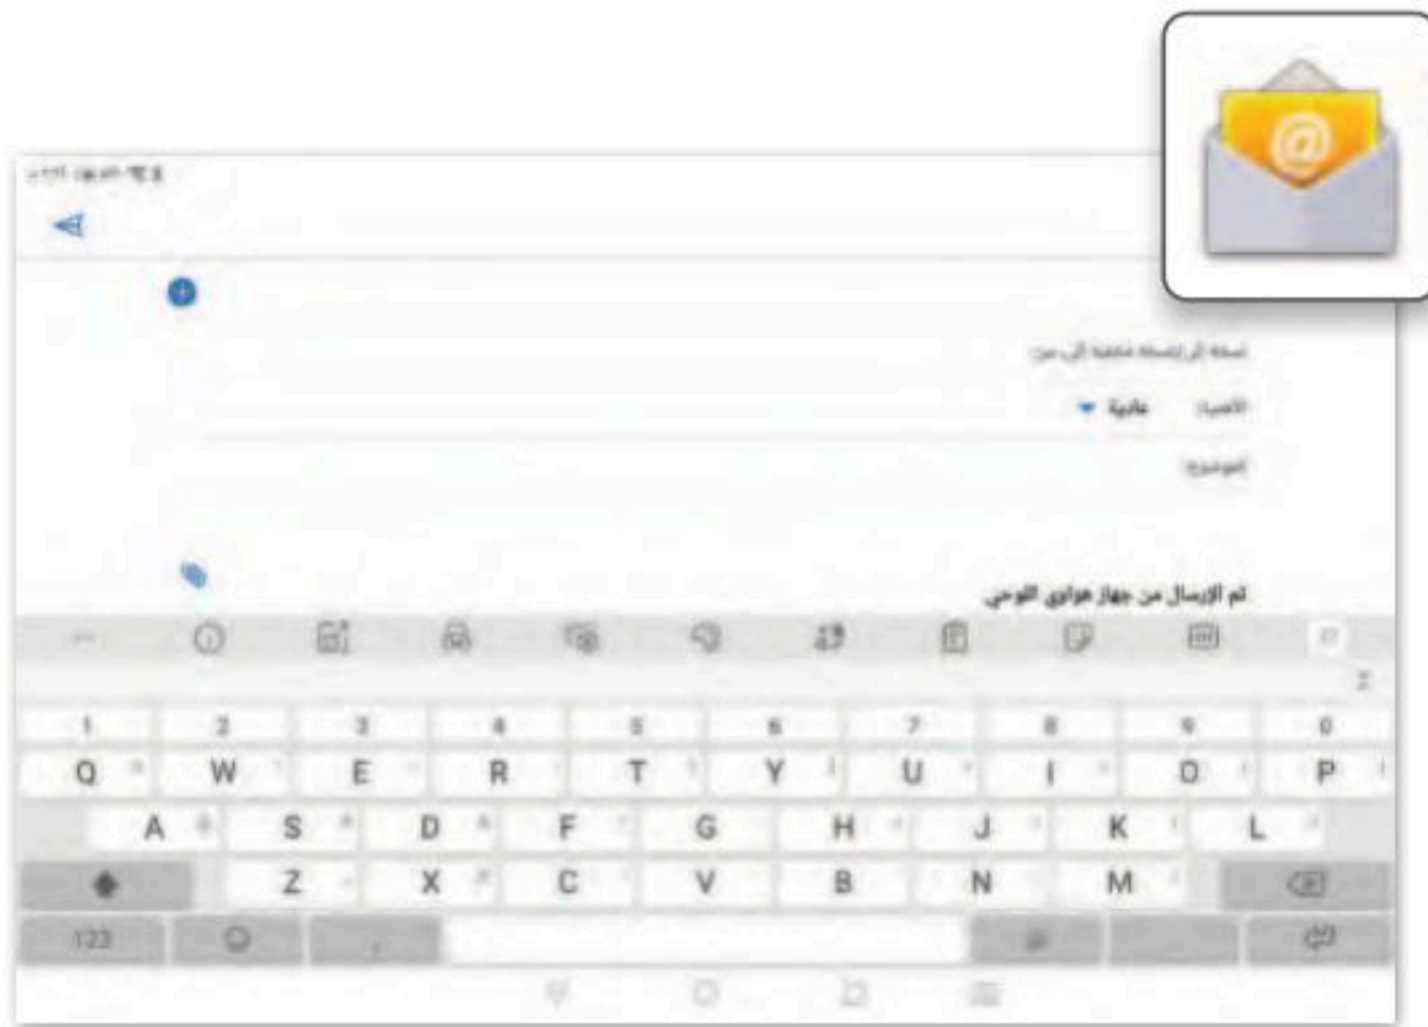 @
نسخة إلى/نسخة مخفية إلى من:
الأهمية: عادية
الموضوع:
تم الإرسال من جهاز هواوي اللوحي
1 2 3 4 5 6 7 8 9 0
Q W E R T Y U I O P
A S D F G H J K L
Z X C V B N M
123 ,